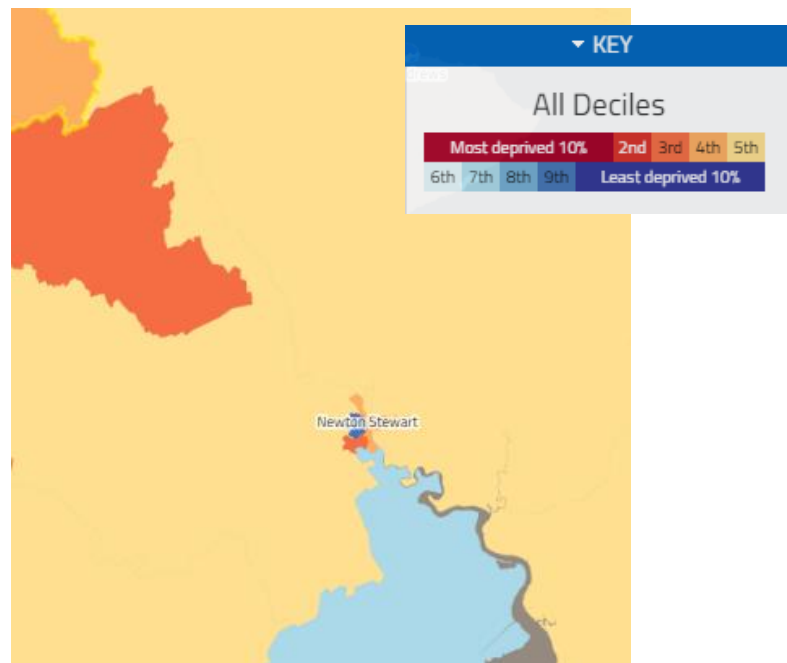 KEY
All Deciles
Most deprived 10% 2nd 3rd 4th 5th
6th 7th 8th 9th Least deprived 10%
Newton Stewart